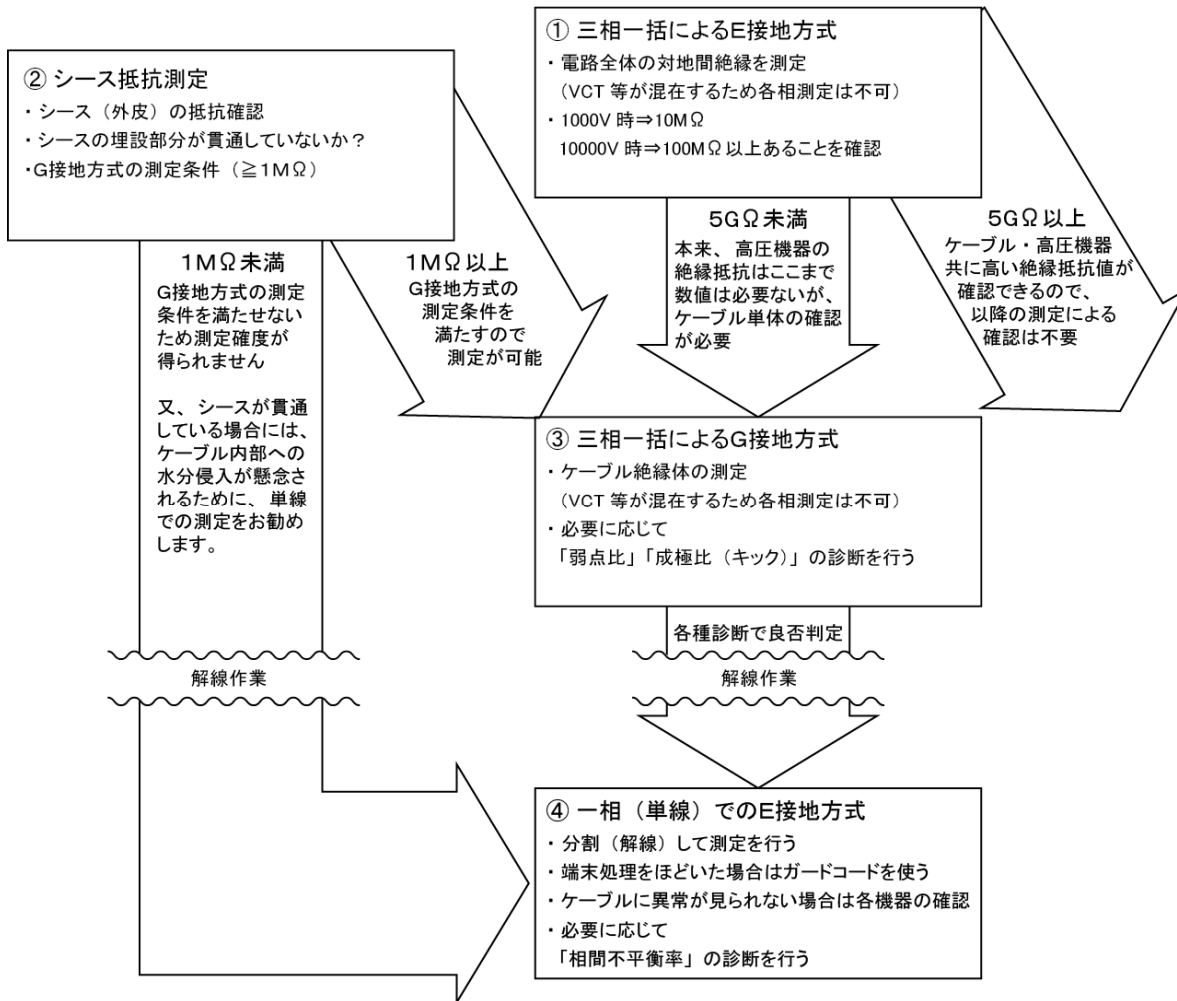 ① 三相一括によるE接地方式
・電路全体の対地間絶縁を測定
（VCT 等が混在するため各相測定は不可）
・1000V 時⇒10MΩ
10000V 時⇒100MΩ以上あることを確認
② シース抵抗測定
・シース（外皮）の抵抗確認
・シースの埋設部分が貫通していないか？
・G接地方式の測定条件（≧1MΩ）
1MΩ未満
G接地方式の測定
条件を満たせない
ため測定確度が
得られません
又、シースが貫通
している場合には、
ケーブル内部への
水分侵入が懸念さ
れるために、単線
での測定をお勧め
します。
1MΩ以上
G接地方式の
測定条件を
満たすので
測定が可能
5GΩ未満
本来、高圧機器の
絶縁抵抗はここまで
数値は必要ないが、
ケーブル単体の確認
が必要
5GΩ以上
ケーブル・高圧機器
共に高い絶縁抵抗値が
確認できるので、
以降の測定による
確認は不要
③ 三相一括によるG接地方式
・ケーブル絶縁体の測定
（VCT 等が混在するため各相測定は不可）
・必要に応じて
「弱点比」「成極比（キック）」の診断を行う
各種診断で良否判定
解線作業
解線作業
④ 一相（単線）でのE接地方式
・分割（解線）して測定を行う
・端末処理をほどいた場合はガードコードを使う
・ケーブルに異常が見られない場合は各機器の確認
・必要に応じて
「相間不平衡率」の診断を行う